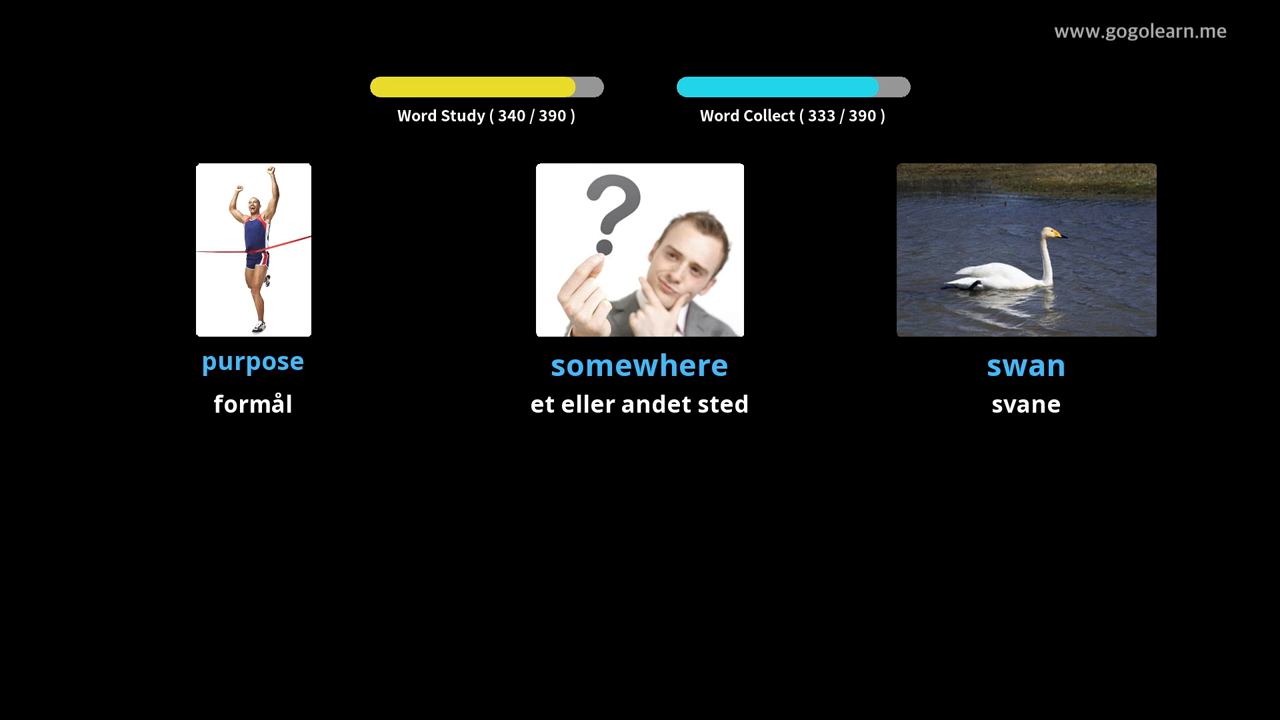 www.gogolearn.me
Word Study ( 340 / 390 )
Word Collect ( 333 / 390 )
?
purpose
somewhere
swan
formål
et eller andet sted
svane